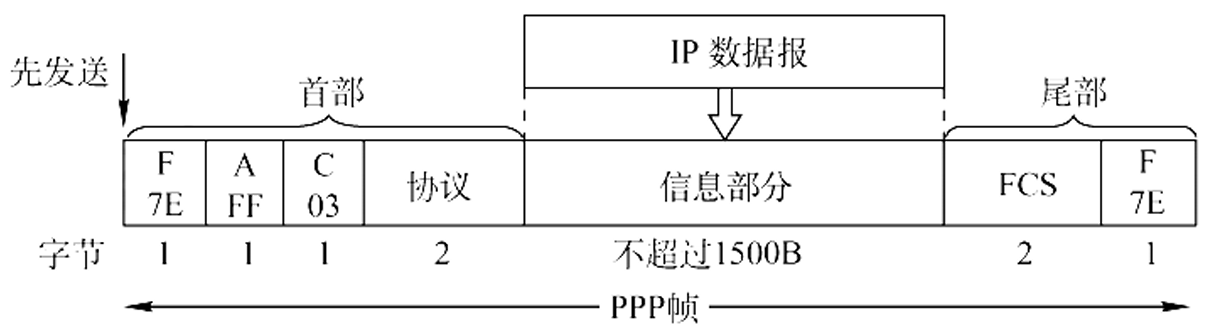 IP 数据报
先发送
首部
尾部
F A C F
7E FF 03 协议 信息部分 FCS 7E
字节 1 1 1 2 不超过1500B 2 1
PPP帧